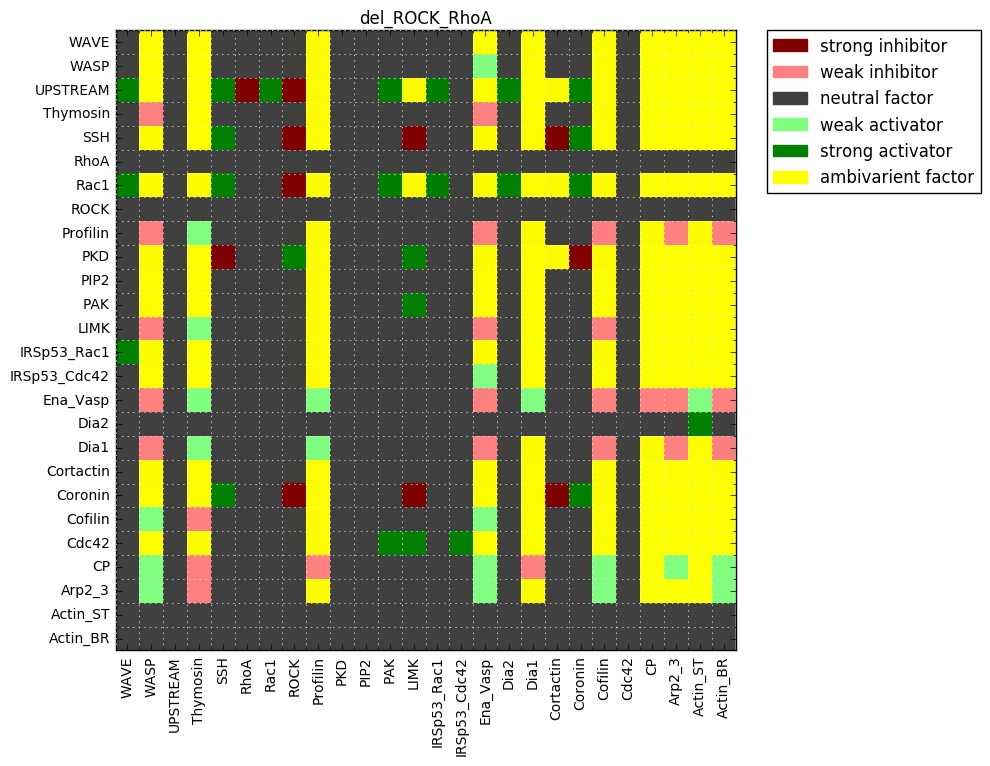 del_ROCK_RhoA
WAVE
WASP
UPSTREAM
Thymosin
SSH
RhoA
Rac1
ROCK
Profilin
PKD
PIP2
PAK
LIMK
IRSp53_Rac1
IRSp53_Cdc42
Ena_Vasp
Dia2
Dia1
Cortactin
Coronin
Cofilin
Cdc42
CP
Arp2_3
Actin_ST
Actin_BR
WAVE
WASP
UPSTREAM
Thymosin
SSH
RhoA
Rac1
ROCK
Profilin
PKD
PIP2
PAK
LIMK
IRSp53_Rac1
IRSp53_Cdc42
Ena_Vasp
Dia2
Dia1
Cortactin
Coronin
Cofilin
Cdc42
CP
Arp2_3
Actin_ST
Actin_BR
strong inhibitor
weak inhibitor
neutral factor
weak activator
strong activator
ambivarient factor